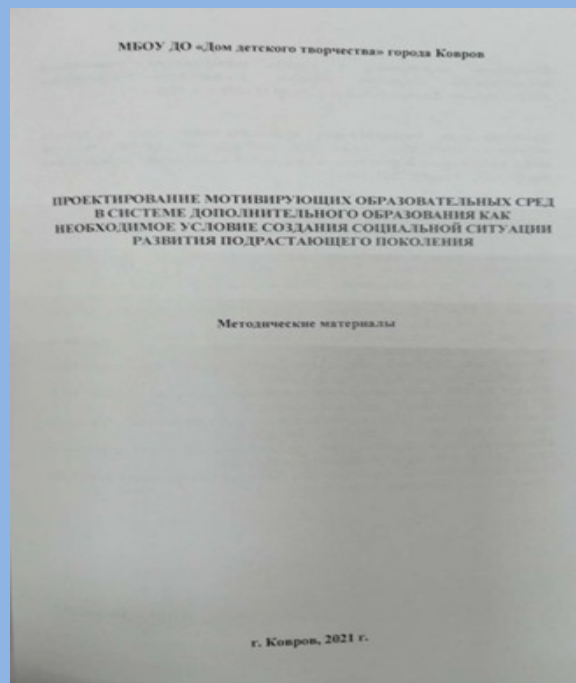 МБОУ ДО «Дом детского творчества» города Ковров
ПРОЕКТИРОВАНИЕ МОТИВИРУЮЩИХ ОБРАЗОВАТЕЛЬНЫХ СРЕД
В СИСТЕМЕ ДОПОЛНИТЕЛЬНОГО ОБРАЗОВАНИЯ КАК
НЕОБХОДИМОЕ УСЛОВИЕ СОЗДАНИЯ СОЦИАЛЬНОЙ СИТУАЦИИ
РАЗВИТИЯ ПОДРАСТАЮЩЕГО ПОКОЛЕНИЯ
Методические материалы
г. Ковров, 2021 г.